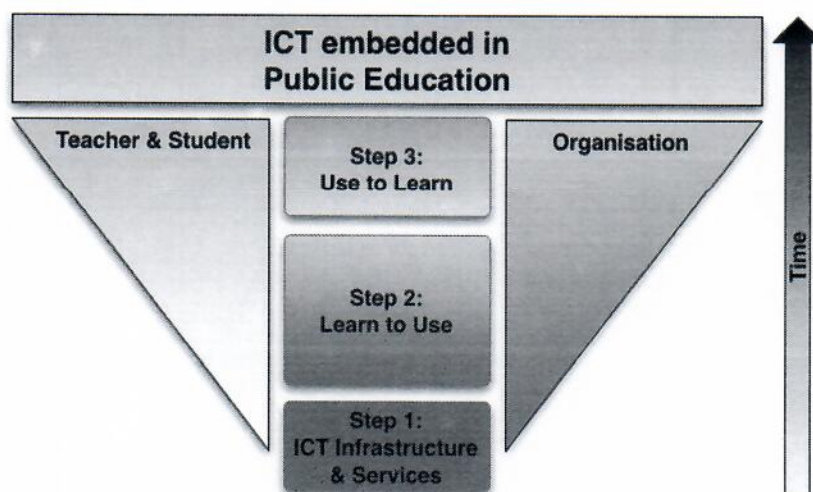 ICT embedded in
Public Education
Teacher & Student
Step 3:
Use to Learn
Organisation
Step 2:
Learn to Use
Step 1:
ICT Infrastructure
& Services
Time